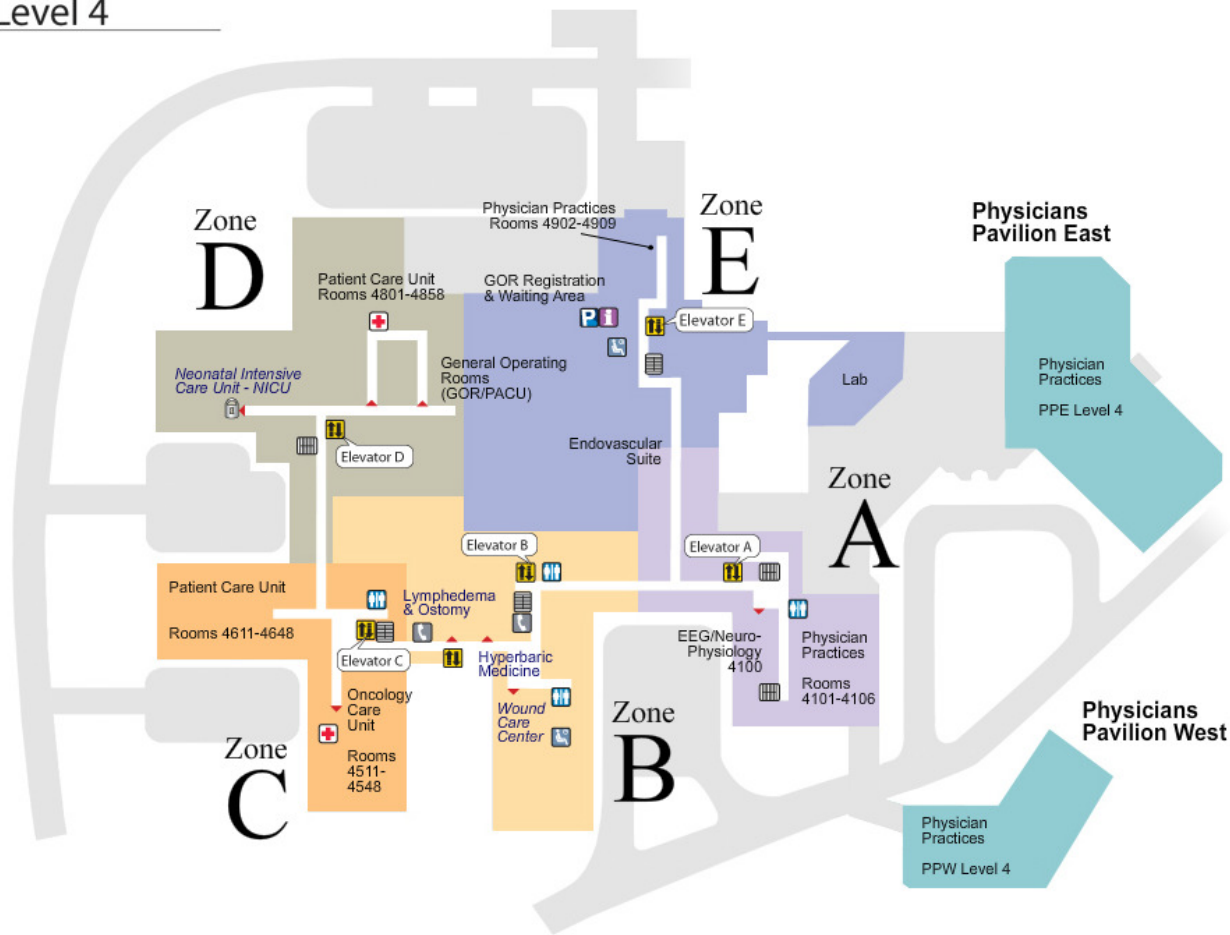 Level 4
Zone
D
Physician Practices
Rooms 4902-4909
Zone
E
Physicians
Pavilion East
Patient Care Unit
Rooms 4801-4858
GOR Registration
& Waiting Area
P i
Elevator E
Neonatal Intensive
Care Unit - NICU
General Operating
Rooms
(GOR/PACU)
Lab
Physician
Practices
PPE Level 4
Elevator D
Endovascular
Suite
Zone
A
Elevator B
Elevator A
Patient Care Unit
Rooms 4611-4648
Lymphedema
& Ostomy
Elevator C
Hyperbaric
Medicine
EEG/Neuro-
Physiology
4100
Physician
Practices
Rooms
4101-4106
Oncology
Care
Unit
Rooms
4511-
4548
Wound
Care
Center
Zone
B
Zone
C
Physicians
Pavilion West
Physician
Practices
PPW Level 4